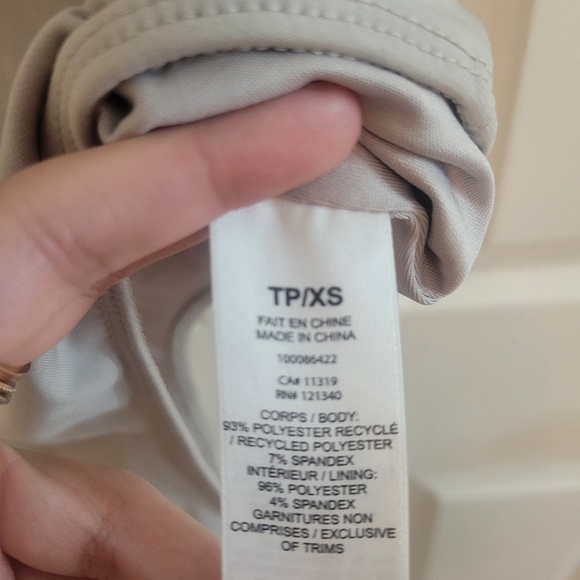 TP/XS
FAIT EN CHINE
MADE IN CHINA
100086422
CA# 11319
RN# 121340
CORPS / BODY:
93% POLYESTER RECYCLÉ
/ RECYCLED POLYESTER
7% SPANDEX
INTÉRIEUR / LINING:
96% POLYESTER
4% SPANDEX
GARNITURES NON
COMPRISES / EXCLUSIVE
OF TRIMS